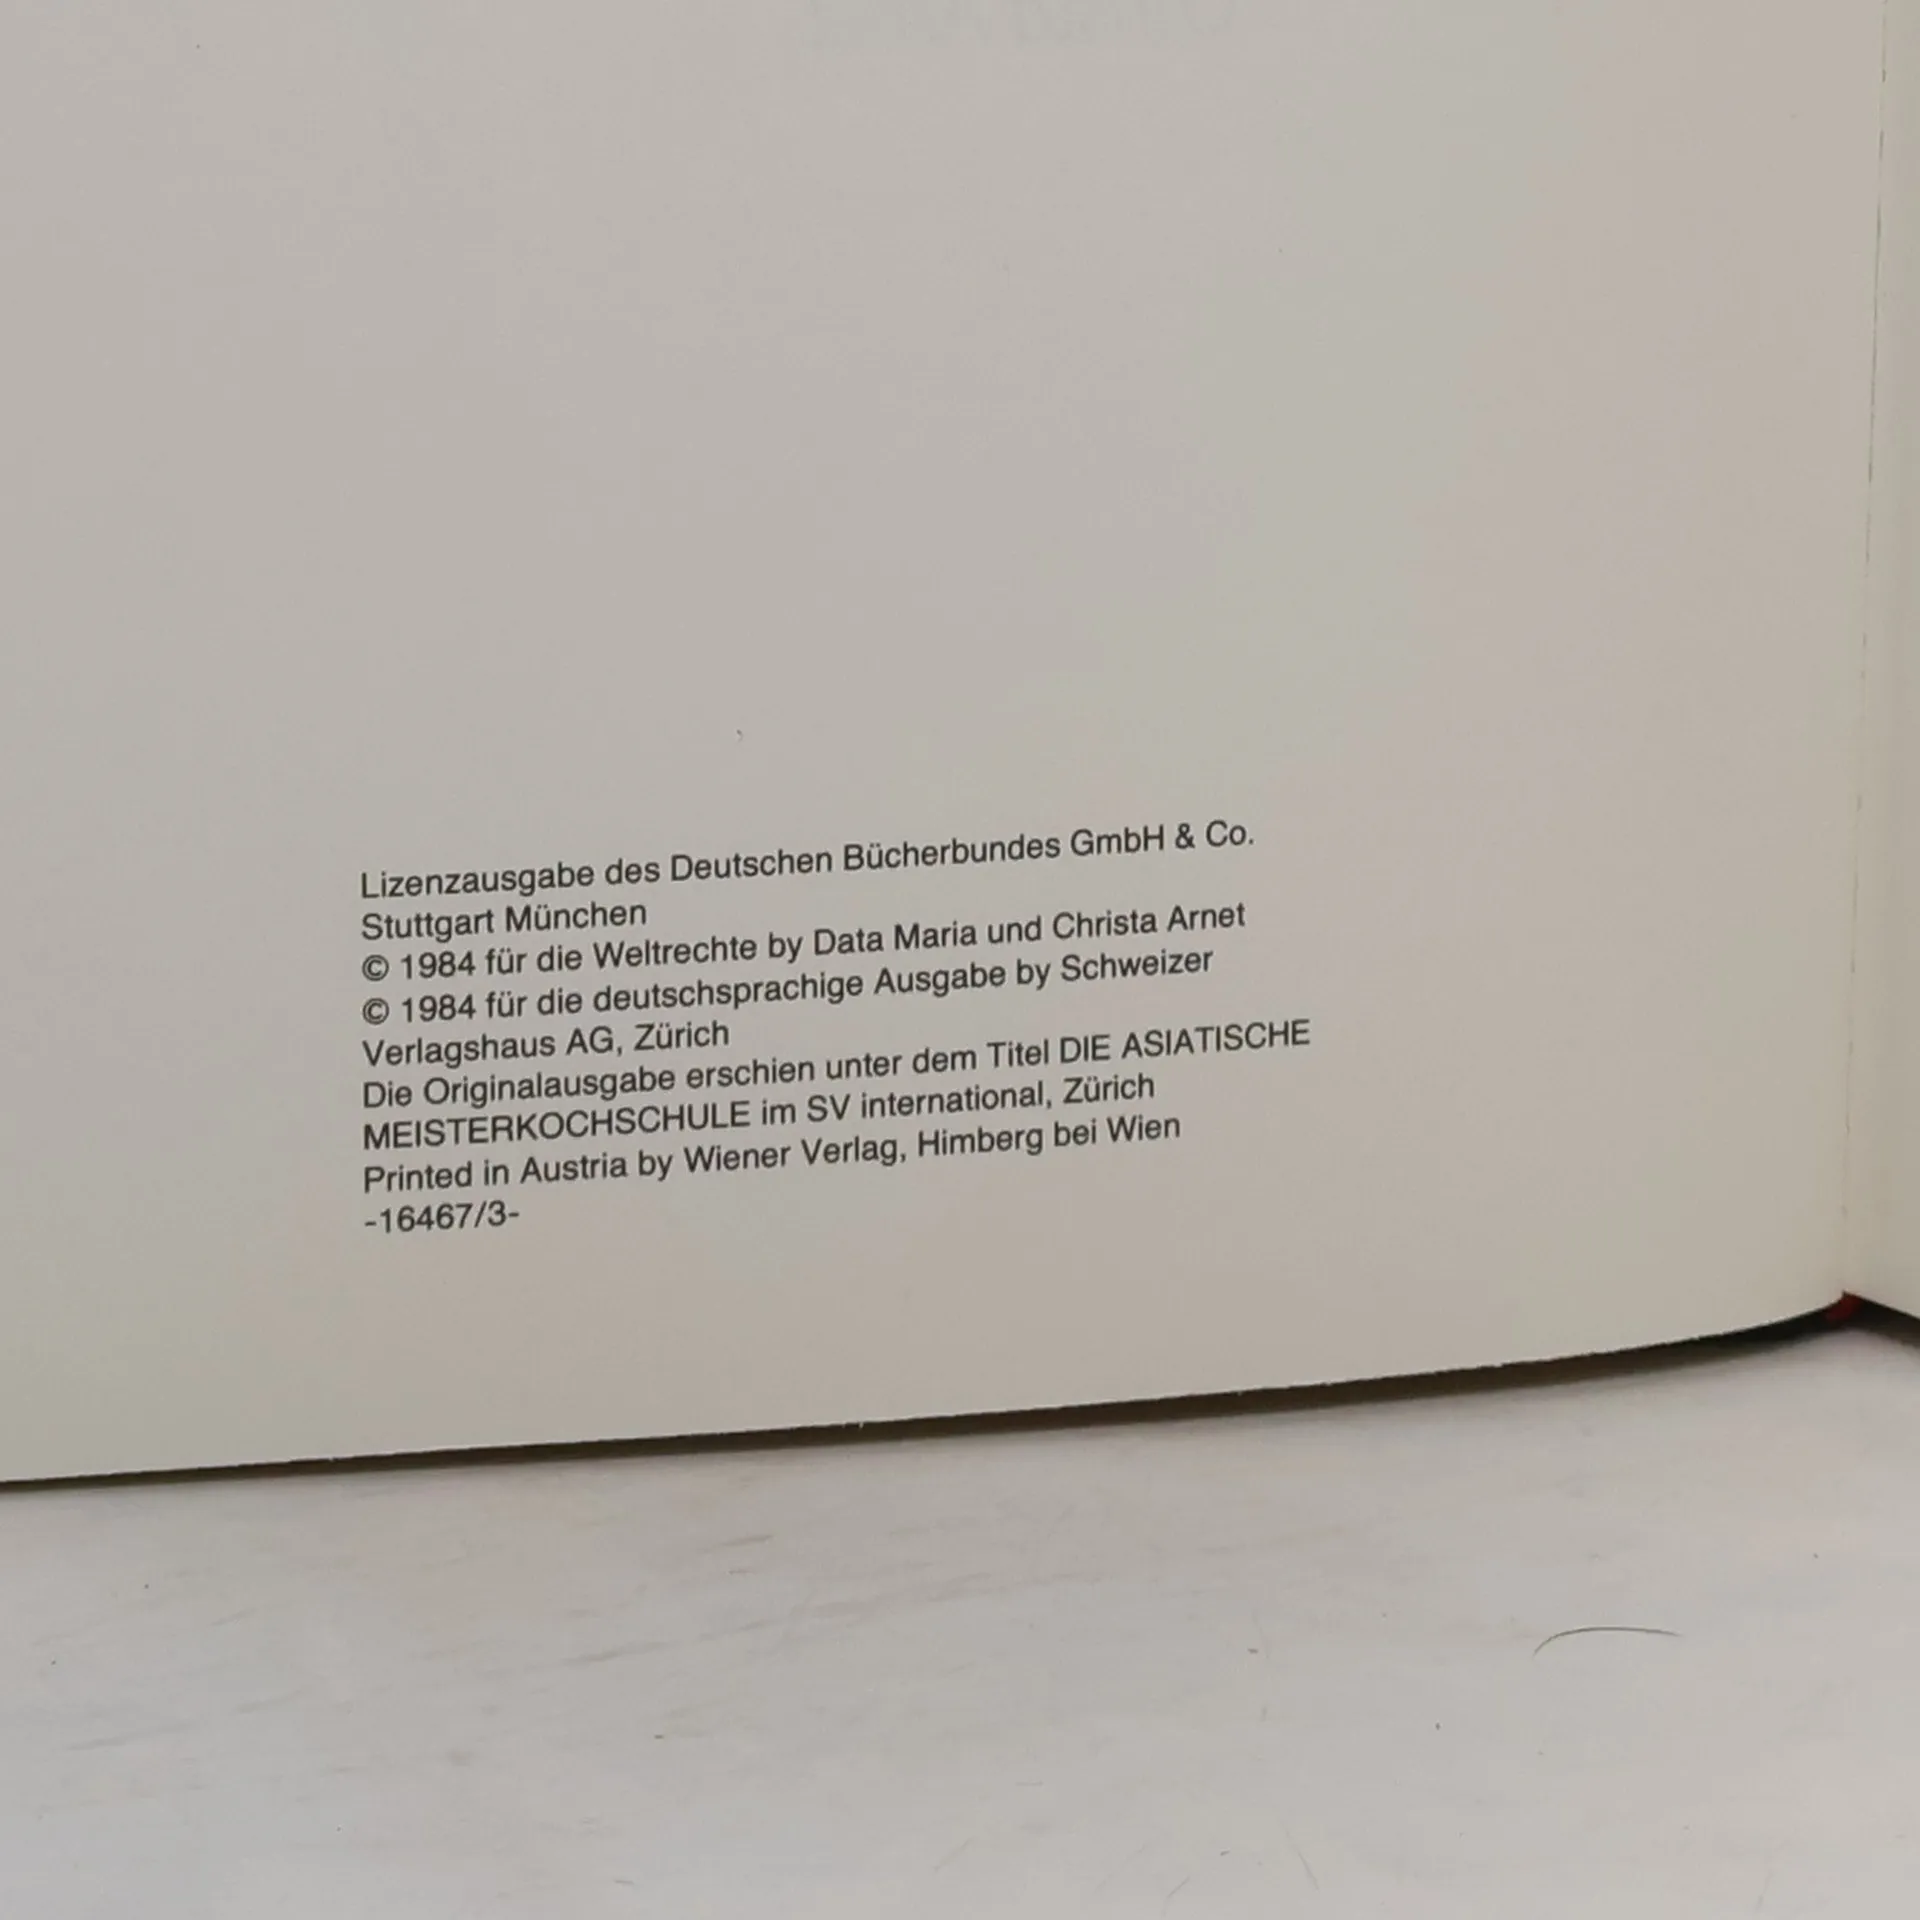 Lizenzausgabe des Deutschen Bücherbundes GmbH & Co.
Stuttgart München
© 1984 für die Weltrechte by Data Maria und Christa Arnet
© 1984 für die deutschsprachige Ausgabe by Schweizer
Verlagshaus AG, Zürich
Die Originalausgabe erschien unter dem Titel DIE ASIATISCHE
MEISTERKOCHSCHULE im SV international, Zürich
Printed in Austria by Wiener Verlag, Himberg bei Wien
-16467/3-